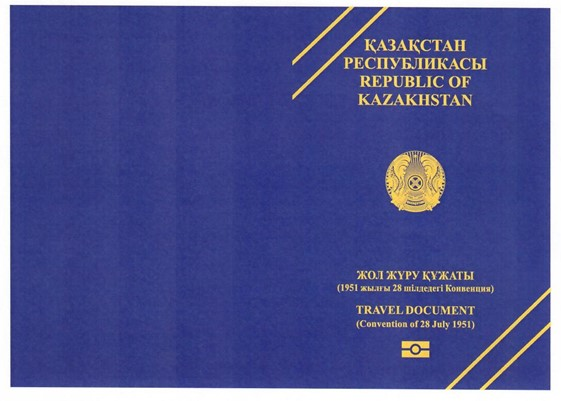 ҚАЗАҚСТАН
РЕСПУБЛИКАСЫ
REPUBLIC OF
KAZAKHSTAN
ЖОЛ ЖҮРУ ҚҰЖАТЫ
(1951 жылғы 28 шілдедегі Конвенция)
TRAVEL DOCUMENT
(Convention of 28 July 1951)